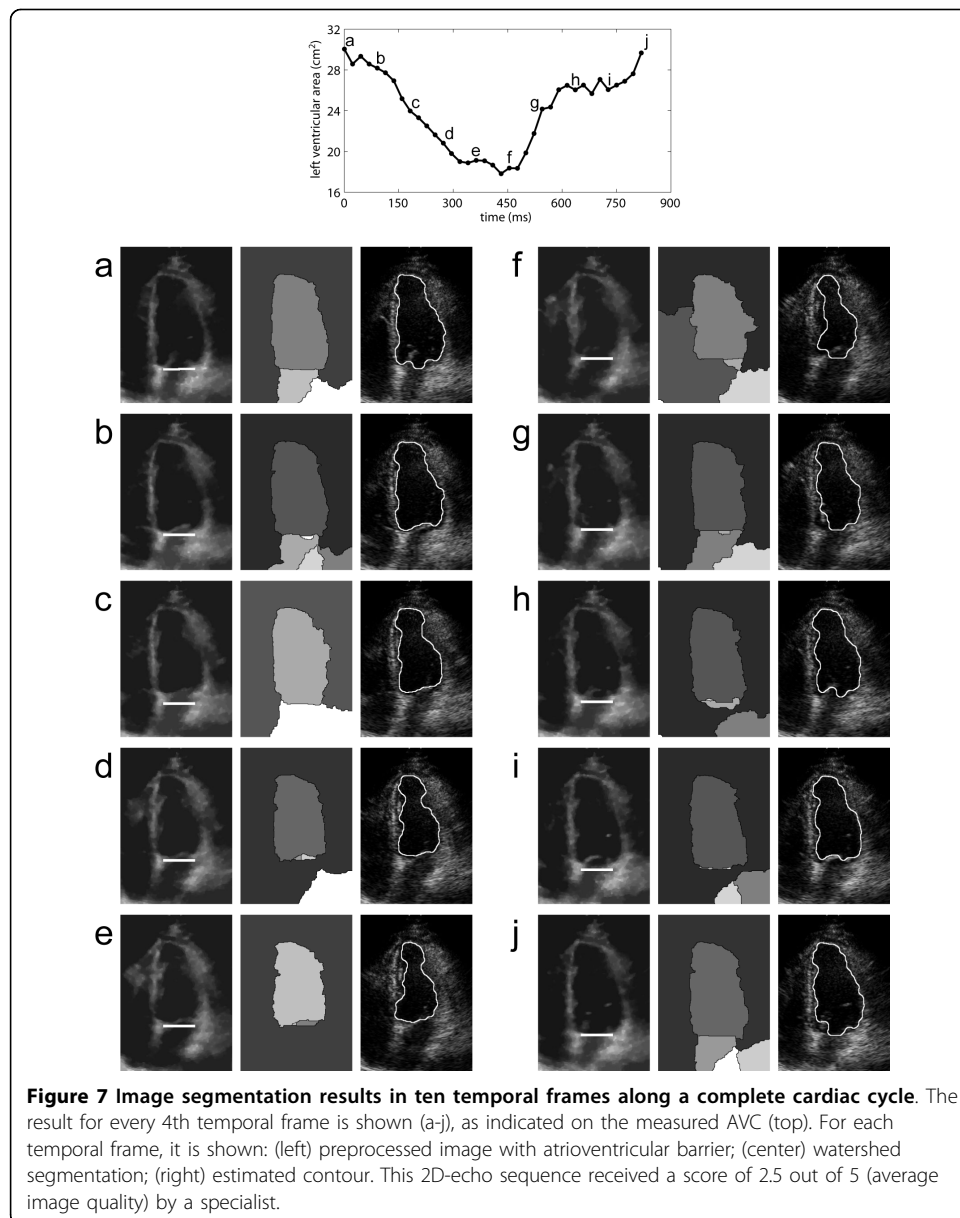 32
28
24
20
16
left ventricular area (cm²)
a
b
c
d
e
f
g
h
i
j
0 150 300 450 600 750 900
time (ms)
a
b
c
d
e
f
g
h
i
j
Figure 7 Image segmentation results in ten temporal frames along a complete cardiac cycle. The
result for every 4th temporal frame is shown (a-j), as indicated on the measured AVC (top). For each
temporal frame, it is shown: (left) preprocessed image with atrioventricular barrier; (center) watershed
segmentation; (right) estimated contour. This 2D-echo sequence received a score of 2.5 out of 5 (average
image quality) by a specialist.